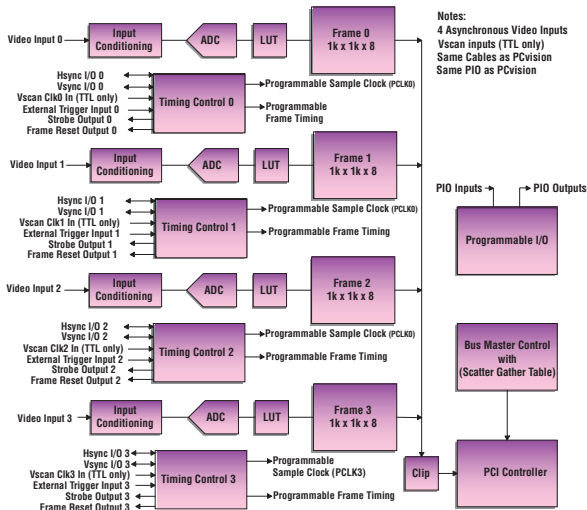 Video Input 0
Input
Conditioning
ADC
LUT
Frame 0
1k x 1k x 8
Notes:
4 Asynchronous Video Inputs
Vscan inputs (TTL only)
Same Cables as PCvision
Same PIO as PCvision
Hsync I/O 0
Vsync I/O 0
Vscan Clk0 In (TTL only)
External Trigger Input 0
Strobe Output 0
Frame Reset Output 0
Timing Control 0
Programmable Sample Clock (PCLK0)
Programmable
Frame Timing
Video Input 1
Input
Conditioning
ADC
LUT
Frame 1
1k x 1k x 8
Hsync I/O 1
Vsync I/O 1
Vscan Clk1 In (TTL only)
External Trigger Input 1
Strobe Output 1
Frame Reset Output 1
Timing Control 1
Programmable Sample Clock (PCLK0)
Programmable Frame Timing
PIO Inputs
PIO Outputs
Programmable I/O
Video Input 2
Input
Conditioning
ADC
LUT
Frame 2
1k x 1k x 8
Hsync I/O 2
Vsync I/O 2
Vscan Clk2 In (TTL only)
External Trigger Input 2
Strobe Output 2
Frame Reset Output 2
Timing Control 2
Programmable Sample Clock (PCLK0)
Programmable Frame Timing
Bus Master Control
with
(Scatter Gather Table)
Video Input 3
Input
Conditioning
ADC
LUT
Frame 3
1k x 1k x 8
Hsync I/O 3
Vsync I/O 3
Vscan Clk3 In (TTL only)
External Trigger Input 3
Strobe Output 3
Frame Reset Output 3
Timing Control 3
Programmable
Sample Clock (PCLK3)
Programmable Frame Timing
Clip
PCI Controller